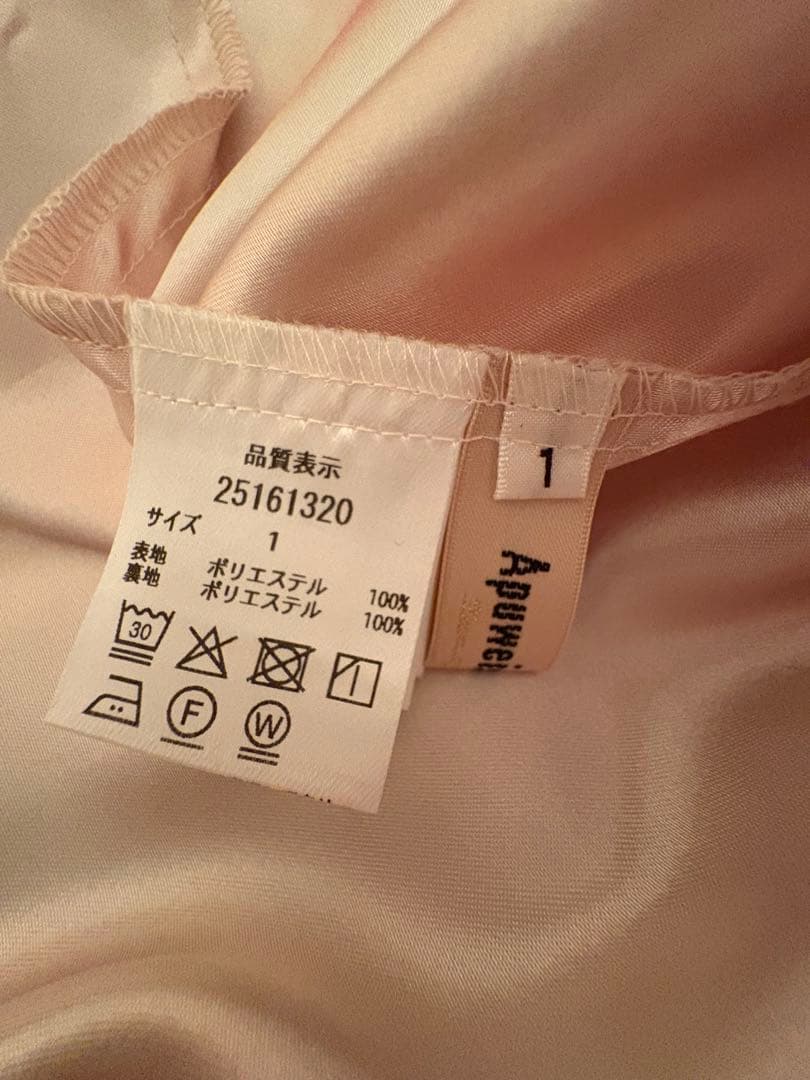 品質表示
25161320
サイズ 1
表地 ポリエステル 100%
裏地 ポリエステル 100%
30
F
W
1
Apuwei